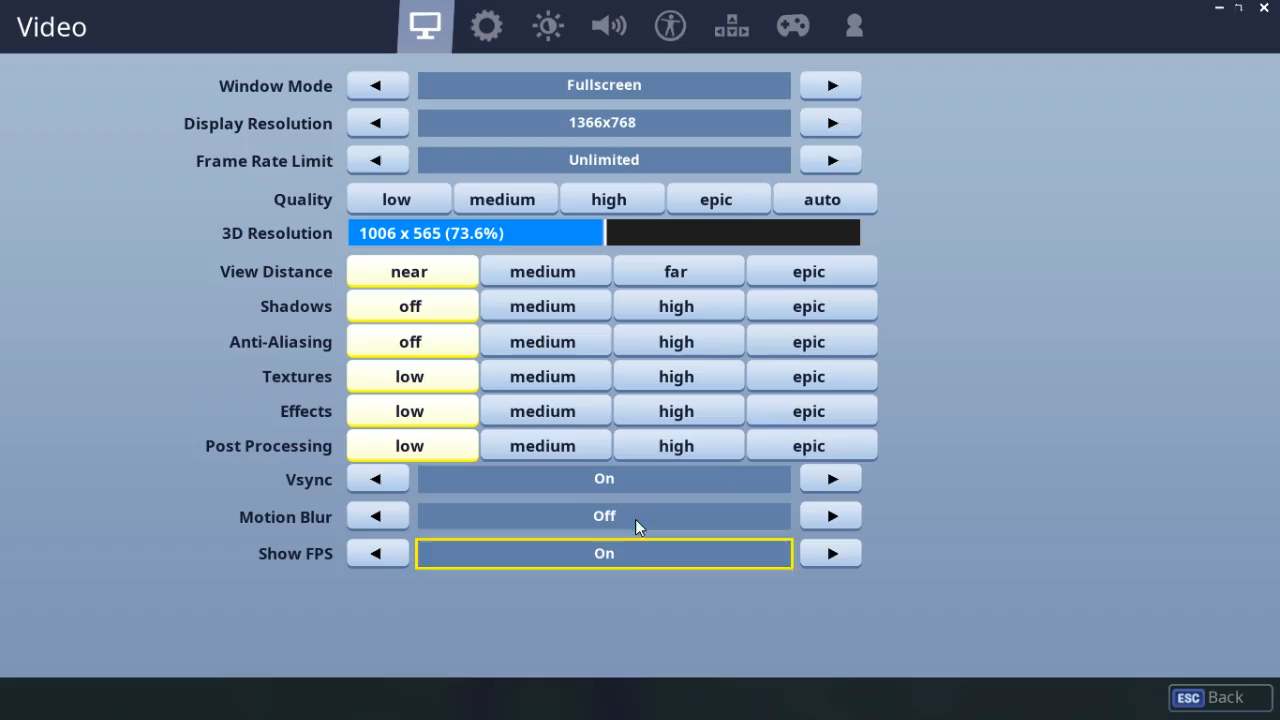 Video
Window Mode ◄ Fullscreen ►
Display Resolution ◄ 1366x768 ►
Frame Rate Limit ◄ Unlimited ►
Quality low medium high epic auto
3D Resolution 1006 x 565 (73.6%)
View Distance near medium far epic
Shadows off medium high epic
Anti-Aliasing off medium high epic
Textures low medium high epic
Effects low medium high epic
Post Processing low medium high epic
Vsync ◄ On ►
Motion Blur ◄ Off ►
Show FPS ◄ On ►
ESC Back